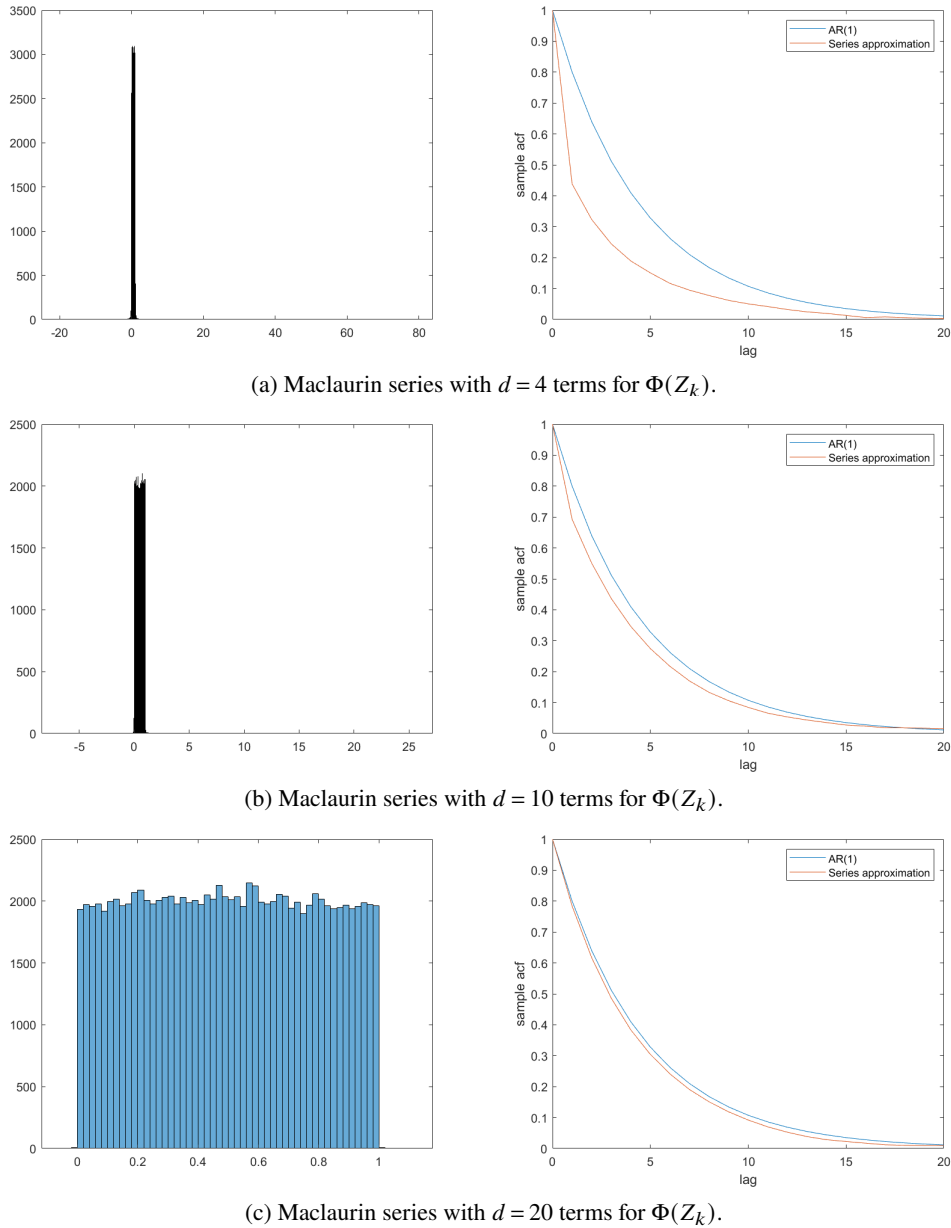 3500
3000
2500
2000
1500
1000
500
0
-20 0 20 40 60 80
1
0.9
0.8
0.7
0.6
0.5
0.4
0.3
0.2
0.1
0
sample acf
AR(1)
Series approximation
0 5 10 15 20
lag
(a) Maclaurin series with d = 4 terms for Φ(Z_k).
2500
2000
1500
1000
500
0
-5 0 5 10 15 20 25
1
0.9
0.8
0.7
0.6
0.5
0.4
0.3
0.2
0.1
0
sample acf
AR(1)
Series approximation
0 5 10 15 20
lag
(b) Maclaurin series with d = 10 terms for Φ(Z_k).
2500
2000
1500
1000
500
0
0 0.2 0.4 0.6 0.8 1
1
0.9
0.8
0.7
0.6
0.5
0.4
0.3
0.2
0.1
0
sample acf
AR(1)
Series approximation
0 5 10 15 20
lag
(c) Maclaurin series with d = 20 terms for Φ(Z_k).